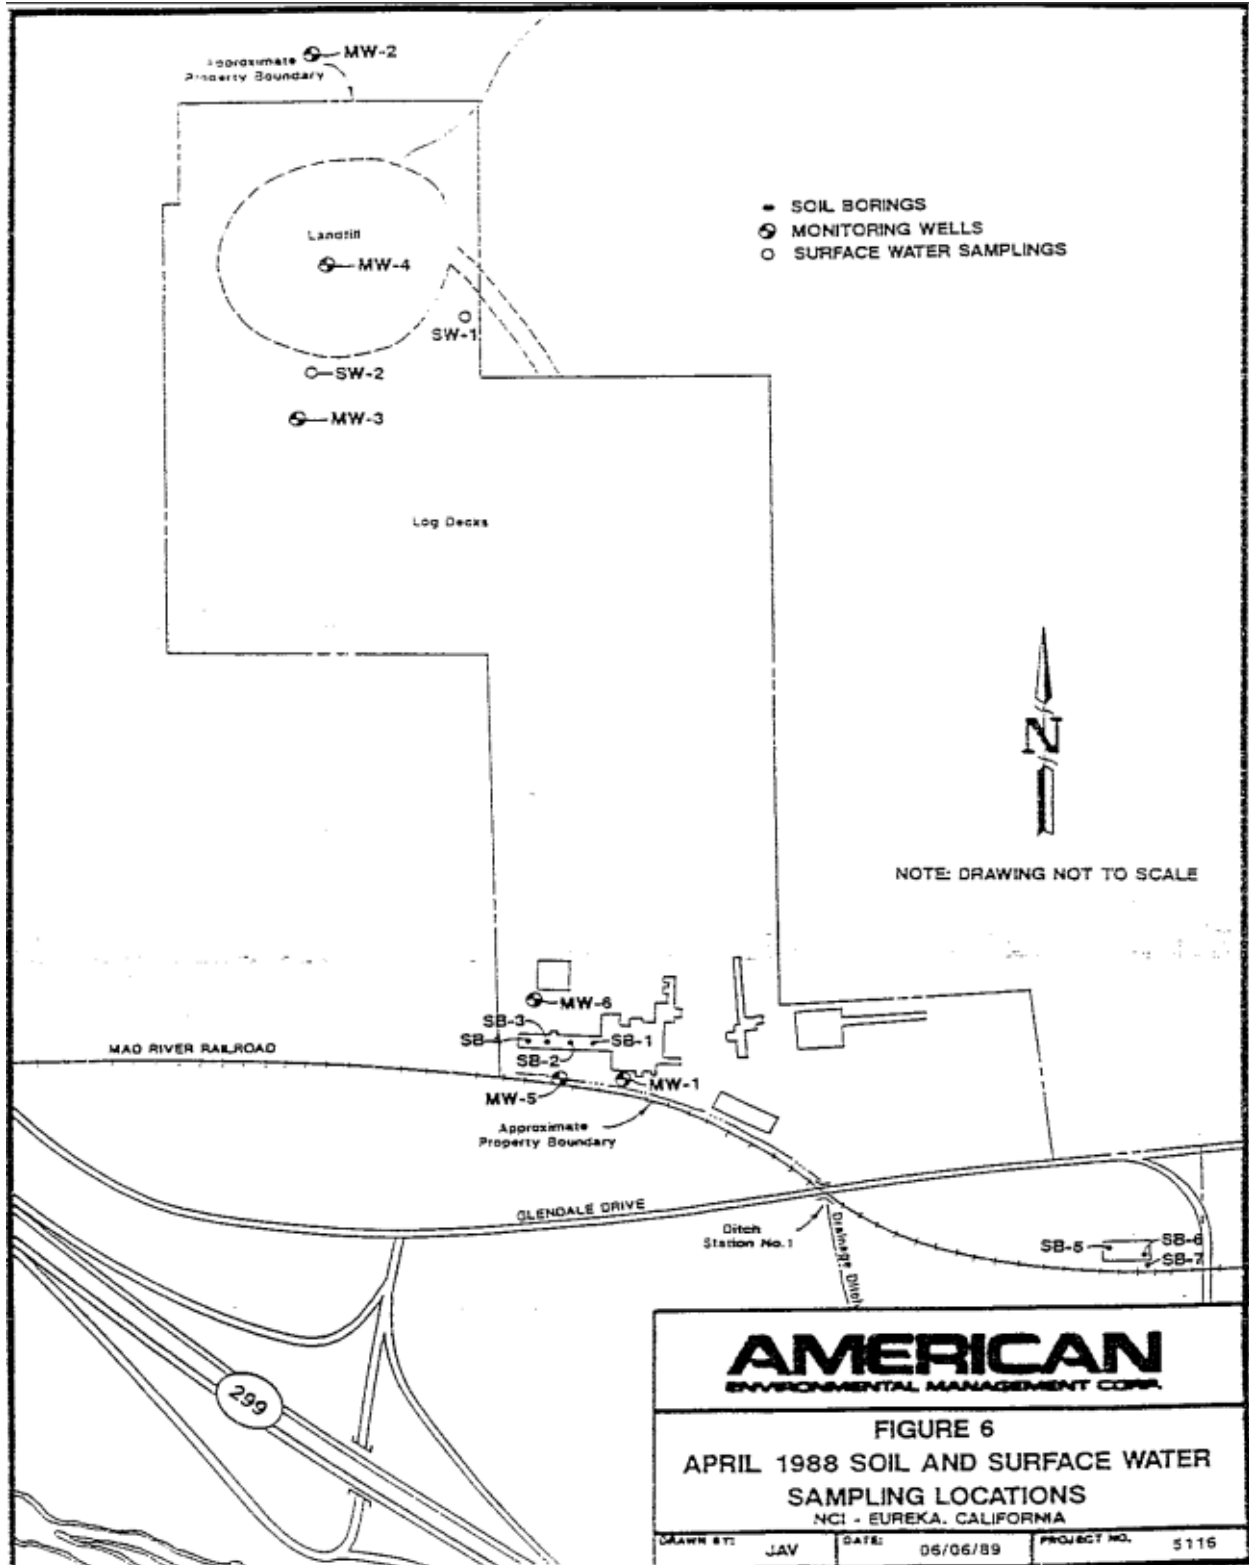 MW-2
Approximate
Property Boundary
SOIL BORINGS
MONITORING WELLS
SURFACE WATER SAMPLINGS
Landfill
MW-4
SW-1
SW-2
MW-3
Log Decks
N
NOTE: DRAWING NOT TO SCALE
MW-6
SB-3
SB-4
SB-1
SB-2
MAD RIVER RAILROAD
MW-1
MW-5
Approximate
Property Boundary
GLENDALE DRIVE
Ditch
Station No.1
Drainage Ditch
SB-5
SB-6
SB-7
299
AMERICAN
ENVIRONMENTAL MANAGEMENT CORP.
FIGURE 6
APRIL 1988 SOIL AND SURFACE WATER
SAMPLING LOCATIONS
NCI - EUREKA, CALIFORNIA
DRAWN BY: JAV DATE: 06/06/89 PROJECT NO. 5116